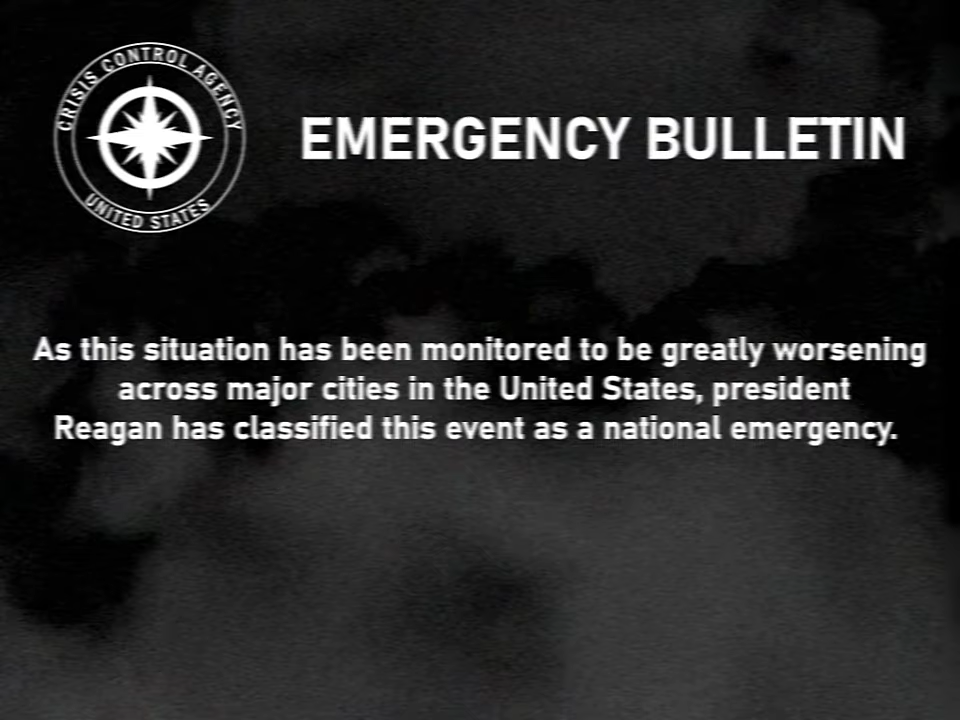 CRISIS CONTROL AGENCY
UNITED STATES
EMERGENCY BULLETIN
As this situation has been monitored to be greatly worsening
across major cities in the United States, president
Reagan has classified this event as a national emergency.